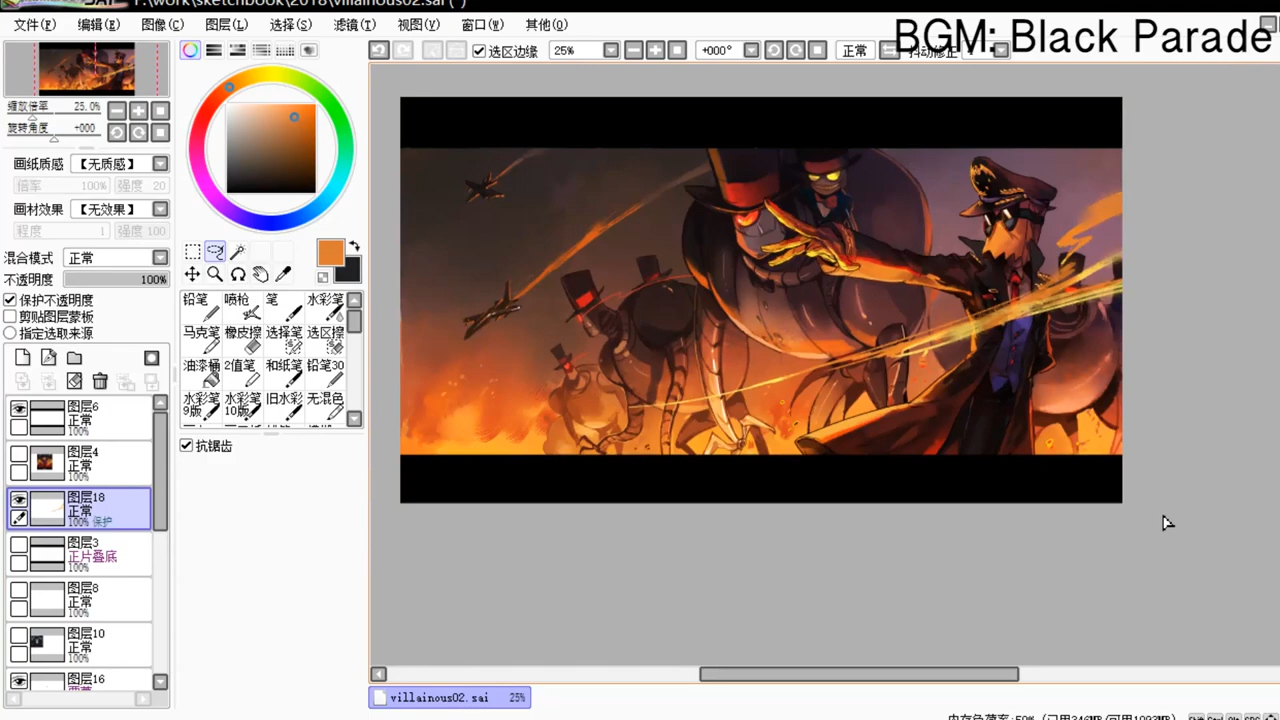 F:\work\sketchbook\2018\villainous02.sai (*)
文件(F) 编辑(E) 图像(C) 图层(L) 选择(S) 滤镜(T) 视图(V) 窗口(W) 其他(O)
BGM: Black Parade
选区边缘 25% +000° 正常 抖动修正
缩放倍率 25.0%
旋转角度 +000
画纸质感 【无质感】
倍率 100% 强度 20
画材效果 【无效果】
程度 1 强度 100
混合模式 正常
不透明度 100%
保护不透明度
剪贴图层蒙板
指定选取来源
铅笔 喷枪 笔 水彩笔
马克笔 橡皮擦 选择笔 选区擦
油漆桶 2值笔 和纸笔 铅笔30
水彩笔9版 水彩笔10版 旧水彩 无混色
抗锯齿
图层6
正常
100%
图层4
正常
100%
图层18
正常
100% 保护
图层3
正片叠底
100%
图层8
正常
100%
图层10
正常
100%
图层16
villainous02.sai 25%